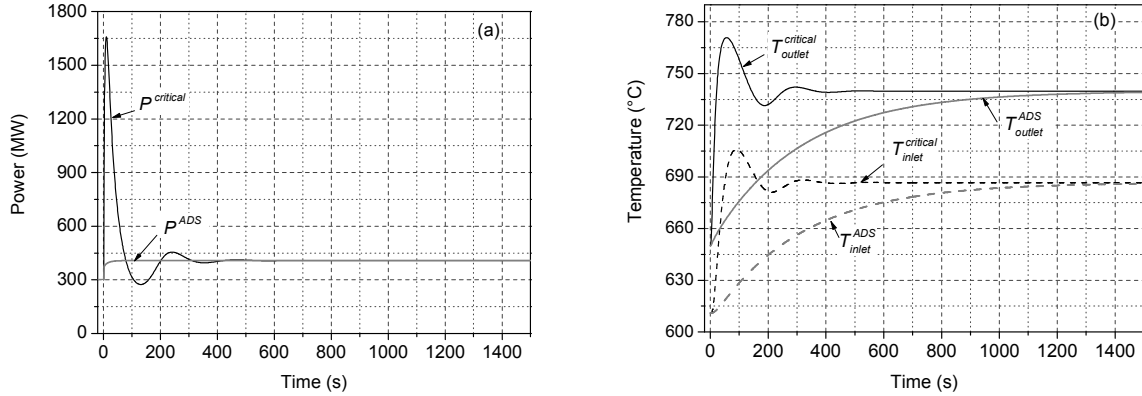 (a)
1800
1500
1200
900
600
300
0
Power (MW)
P^critical
P^ADS
0 200 400 600 800 1000 1200 1400
Time (s)
(b)
780
750
720
690
660
630
600
Temperature (°C)
T^critical_outlet
T^ADS_outlet
T^critical_inlet
T^ADS_inlet
0 200 400 600 800 1000 1200 1400
Time (s)